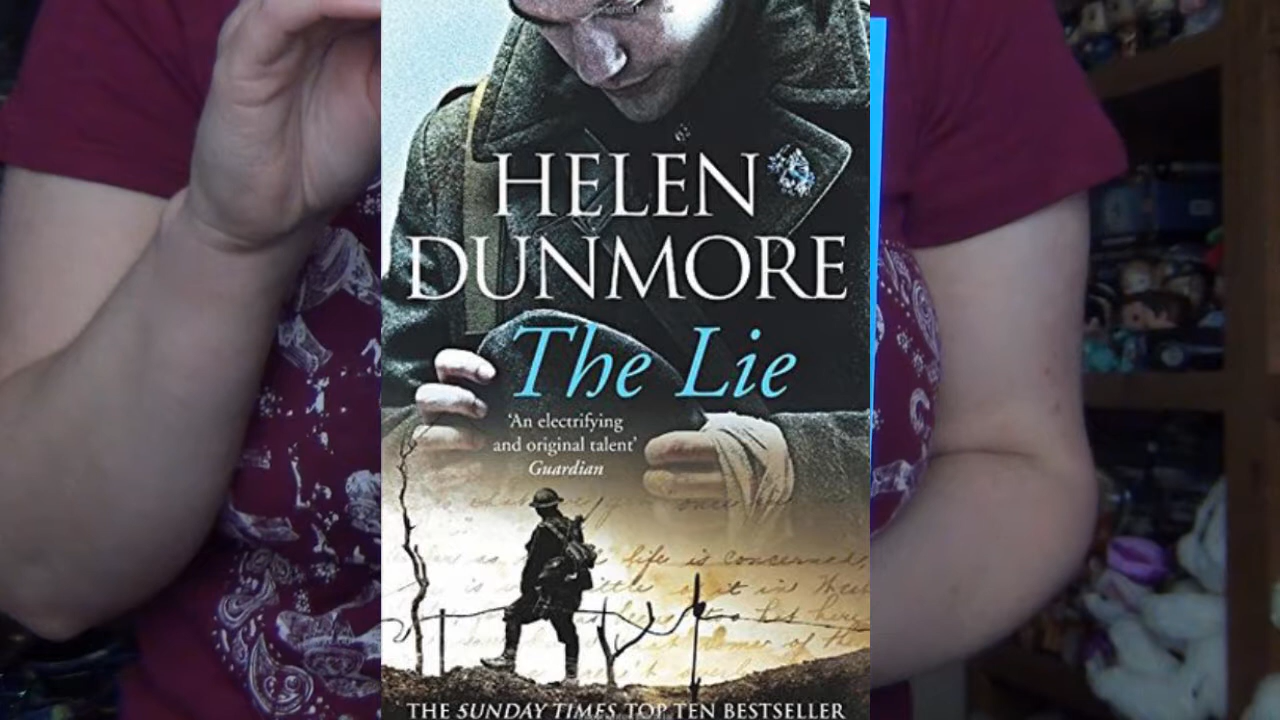 HELEN
DUNMORE
The Lie
'An electrifying
and original talent'
Guardian
life is concerned,
THE SUNDAY TIMES TOP TEN BESTSELLER